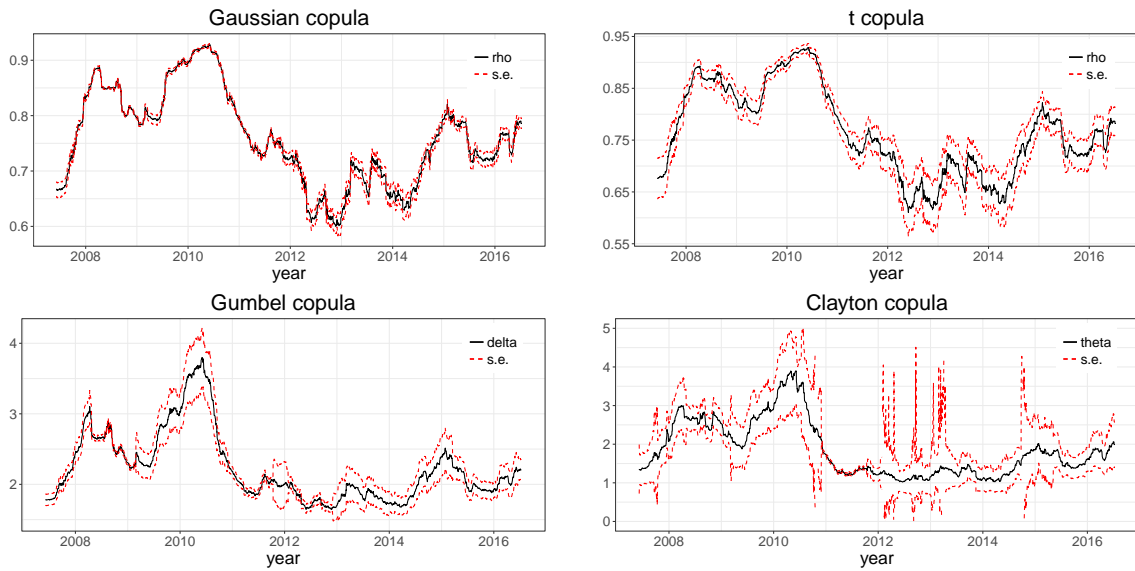 Gaussian copula
0.9
0.8
0.7
0.6
rho
s.e.
2008 2010 2012 2014 2016
year
t copula
0.95
0.85
0.75
0.65
0.55
rho
s.e.
2008 2010 2012 2014 2016
year
Gumbel copula
4
3
2
delta
s.e.
2008 2010 2012 2014 2016
year
Clayton copula
5
4
3
2
1
0
theta
s.e.
2008 2010 2012 2014 2016
year